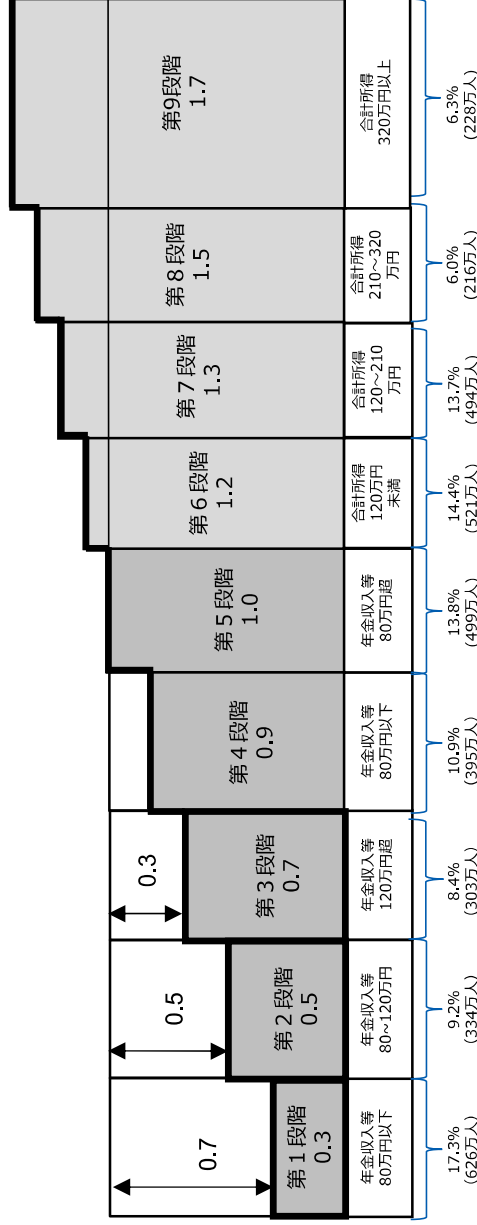 第1段階
0.3
第2段階
0.5
第3段階
0.7
第4段階
0.9
第5段階
1.0
第6段階
1.2
第7段階
1.3
第8段階
1.5
第9段階
1.7
0.7
0.5
0.3
年金収入等
80万円以下
年金収入等
80~120万円
年金収入等
120万円超
年金収入等
80万円以下
年金収入等
80万円超
合計所得
120万円
未満
合計所得
120～210
万円
合計所得
210～320
万円
合計所得
320万円以上
17.3%
(626万人)
9.2%
(334万人)
8.4%
(303万人)
10.9%
(395万人)
13.8%
(499万人)
14.4%
(521万人)
13.7%
(494万人)
6.0%
(216万人)
6.3%
(228万人)